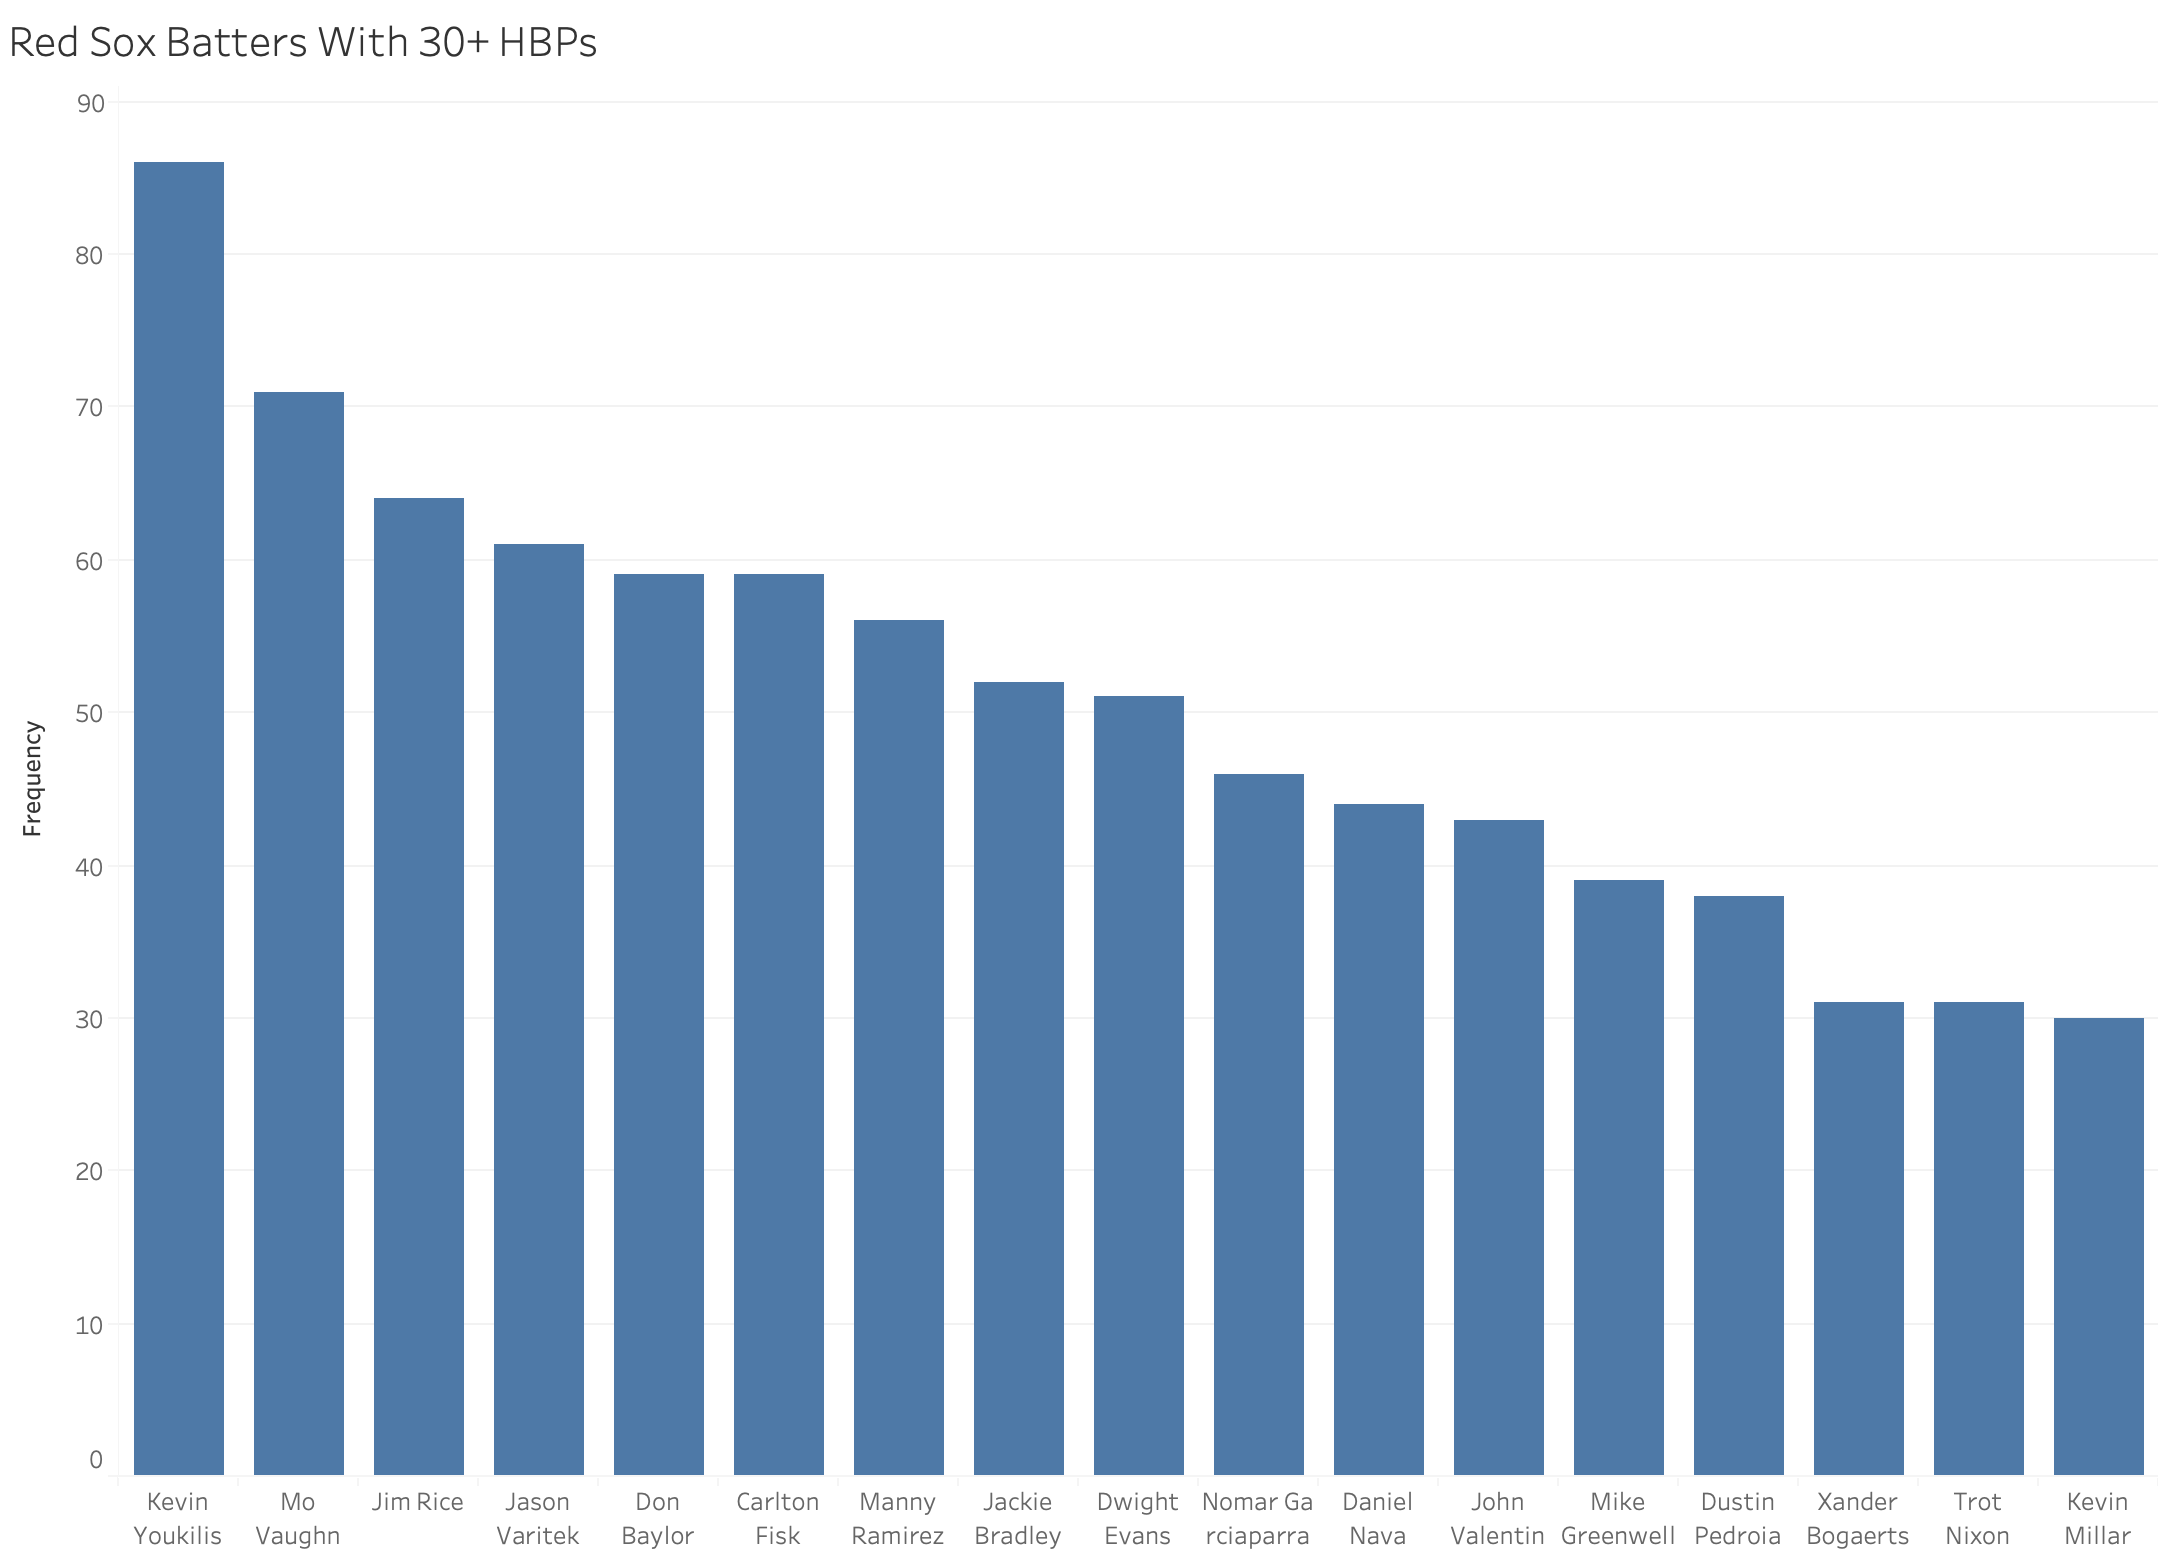 Red Sox Batters With 30+ HBPs
90
80
70
60
50
40
30
20
10
0
Frequency
Kevin
Youkilis
Mo
Vaughn
Jim Rice
Jason
Varitek
Don
Baylor
Carlton
Fisk
Manny
Ramirez
Jackie
Bradley
Dwight
Evans
Nomar Ga
rciaparra
Daniel
Nava
John
Valentin
Mike
Greenwell
Dustin
Pedroia
Xander
Bogaerts
Trot
Nixon
Kevin
Millar